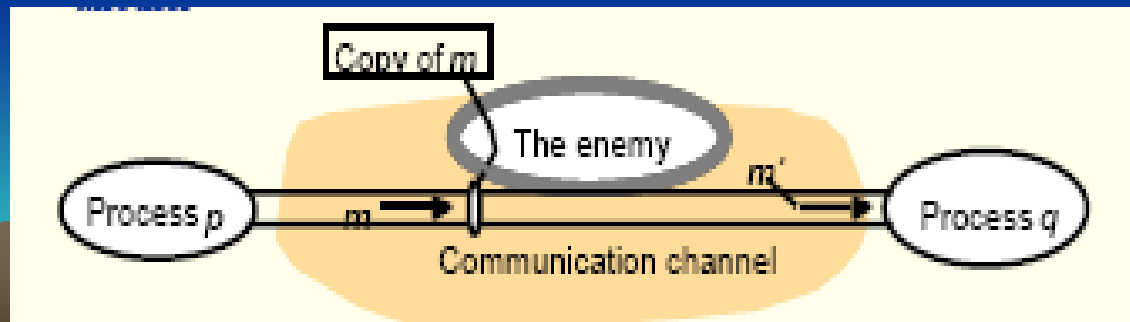 Copy of m
The enemy
m'
Process p
m
Process q
Communication channel